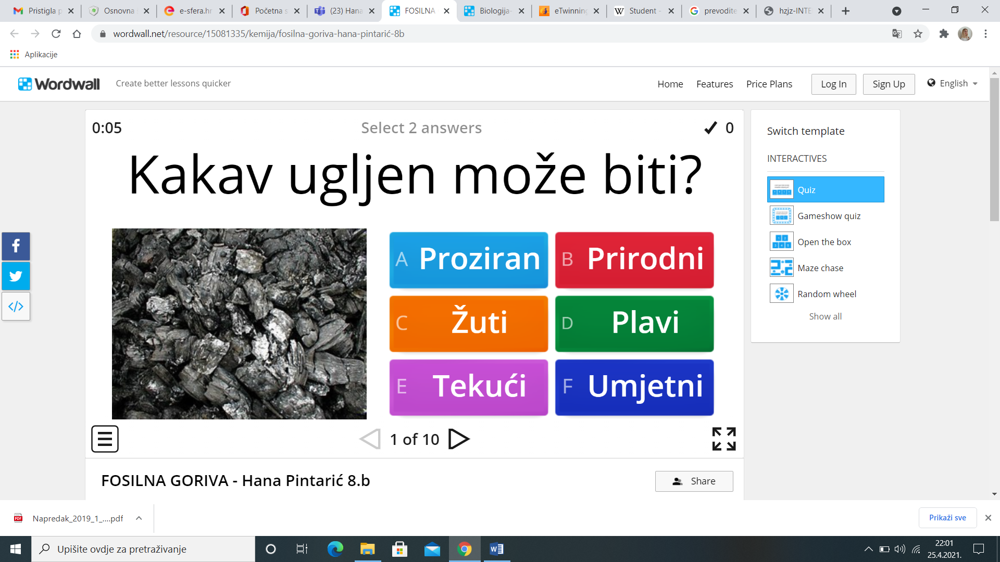 Pristigla p
Osnovna
e-sfera.hr
Početna s
(23) Hana
FOSILNA
Biologija-
eTwinning
Student -
prevodite
hzjz-INTE
wordwall.net/resource/15081335/kemija/fosilna-goriva-hana-pintarić-8b
Aplikacije
Wordwall
Create better lessons quicker
Home
Features
Price Plans
Log In
Sign Up
English
0:05
Select 2 answers
0
Kakav ugljen može biti?
A Proziran
B Prirodni
C Žuti
D Plavi
E Tekući
F Umjetni
1 of 10
FOSILNA GORIVA - Hana Pintarić 8.b
Share
Switch template
INTERACTIVES
Quiz
Gameshow quiz
Open the box
Maze chase
Random wheel
Show all
Napredak_2019_1_....pdf
Prikaži sve
Upišite ovdje za pretraživanje
22:01
25.4.2021.